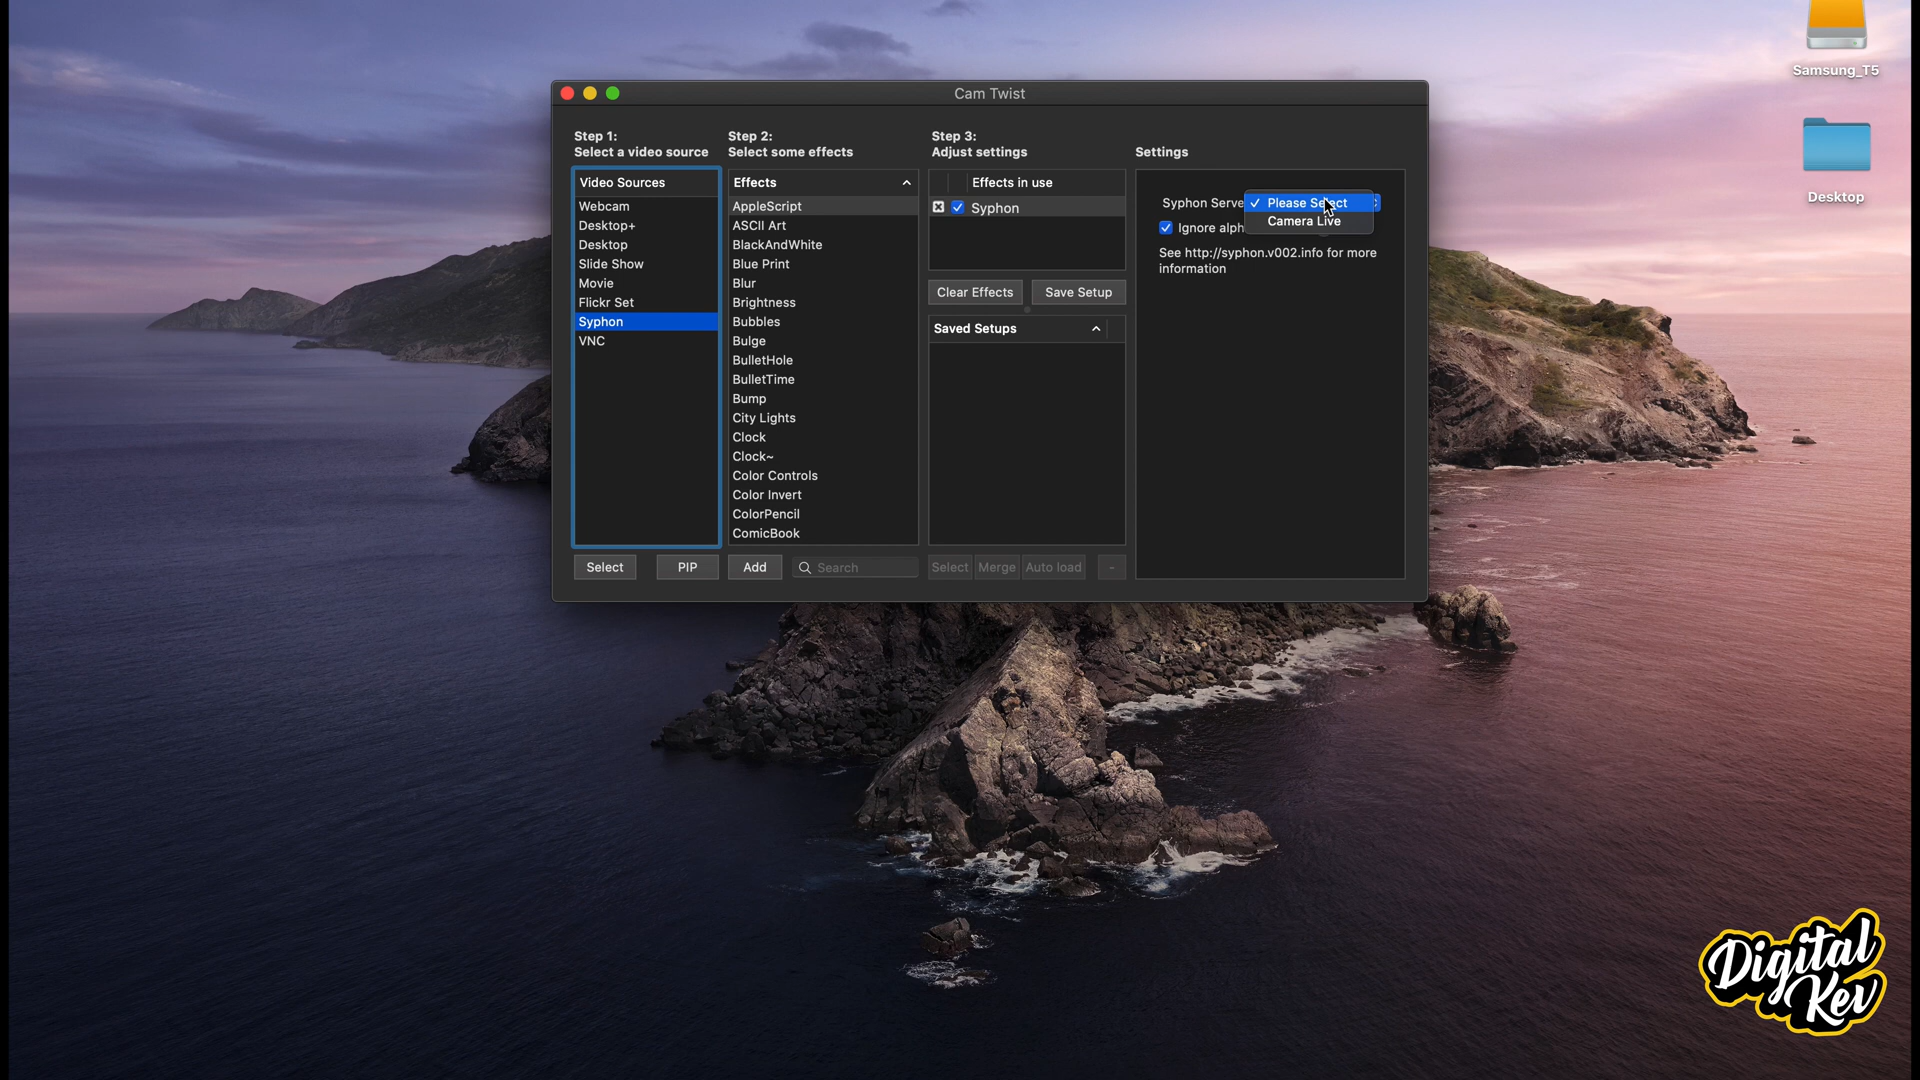 Samsung_T5
Desktop
Cam Twist
Step 1:
Select a video source
Video Sources
Webcam
Desktop+
Desktop
Slide Show
Movie
Flickr Set
Syphon
VNC
Select
PIP
Step 2:
Select some effects
Effects
AppleScript
ASCII Art
BlackAndWhite
Blue Print
Blur
Brightness
Bubbles
Bulge
BulletHole
BulletTime
Bump
City Lights
Clock
Clock~
Color Controls
Color Invert
ColorPencil
ComicBook
Add
Search
Step 3:
Adjust settings
Effects in use
Syphon
Clear Effects
Save Setup
Saved Setups
Select
Merge
Auto load
-
Settings
Syphon Serve
Please Select
Camera Live
Ignore alph
See http://syphon.v002.info for more
information
Digital
Kev